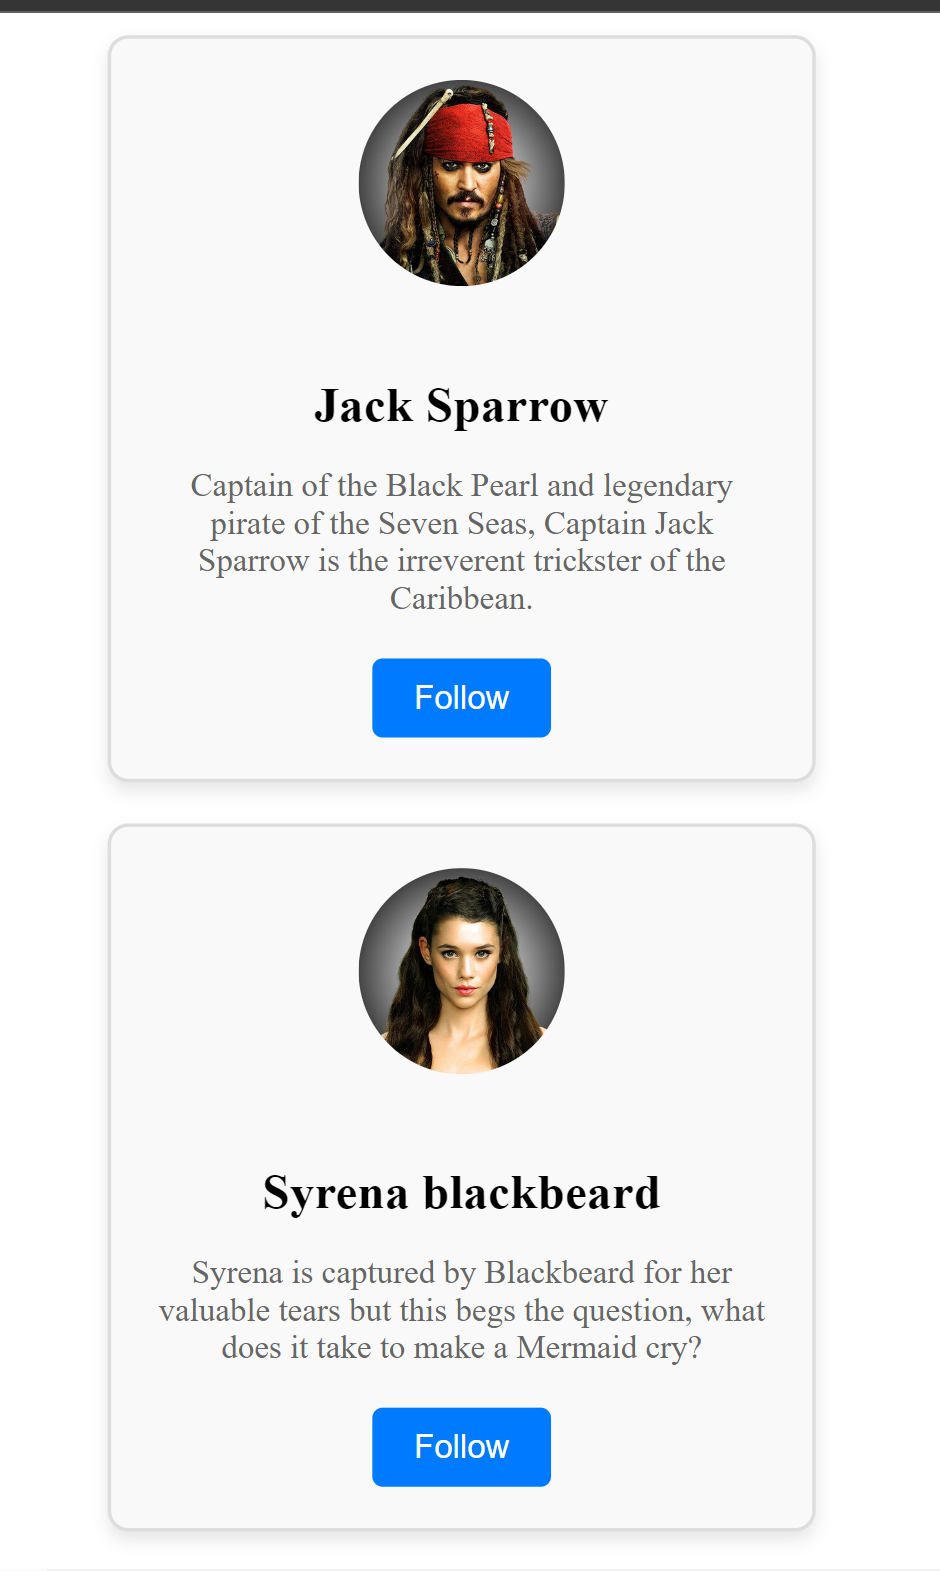 Jack Sparrow
Captain of the Black Pearl and legendary
pirate of the Seven Seas, Captain Jack
Sparrow is the irreverent trickster of the
Caribbean.
Follow
Syrena blackbeard
Syrena is captured by Blackbeard for her
valuable tears but this begs the question, what
does it take to make a Mermaid cry?
Follow